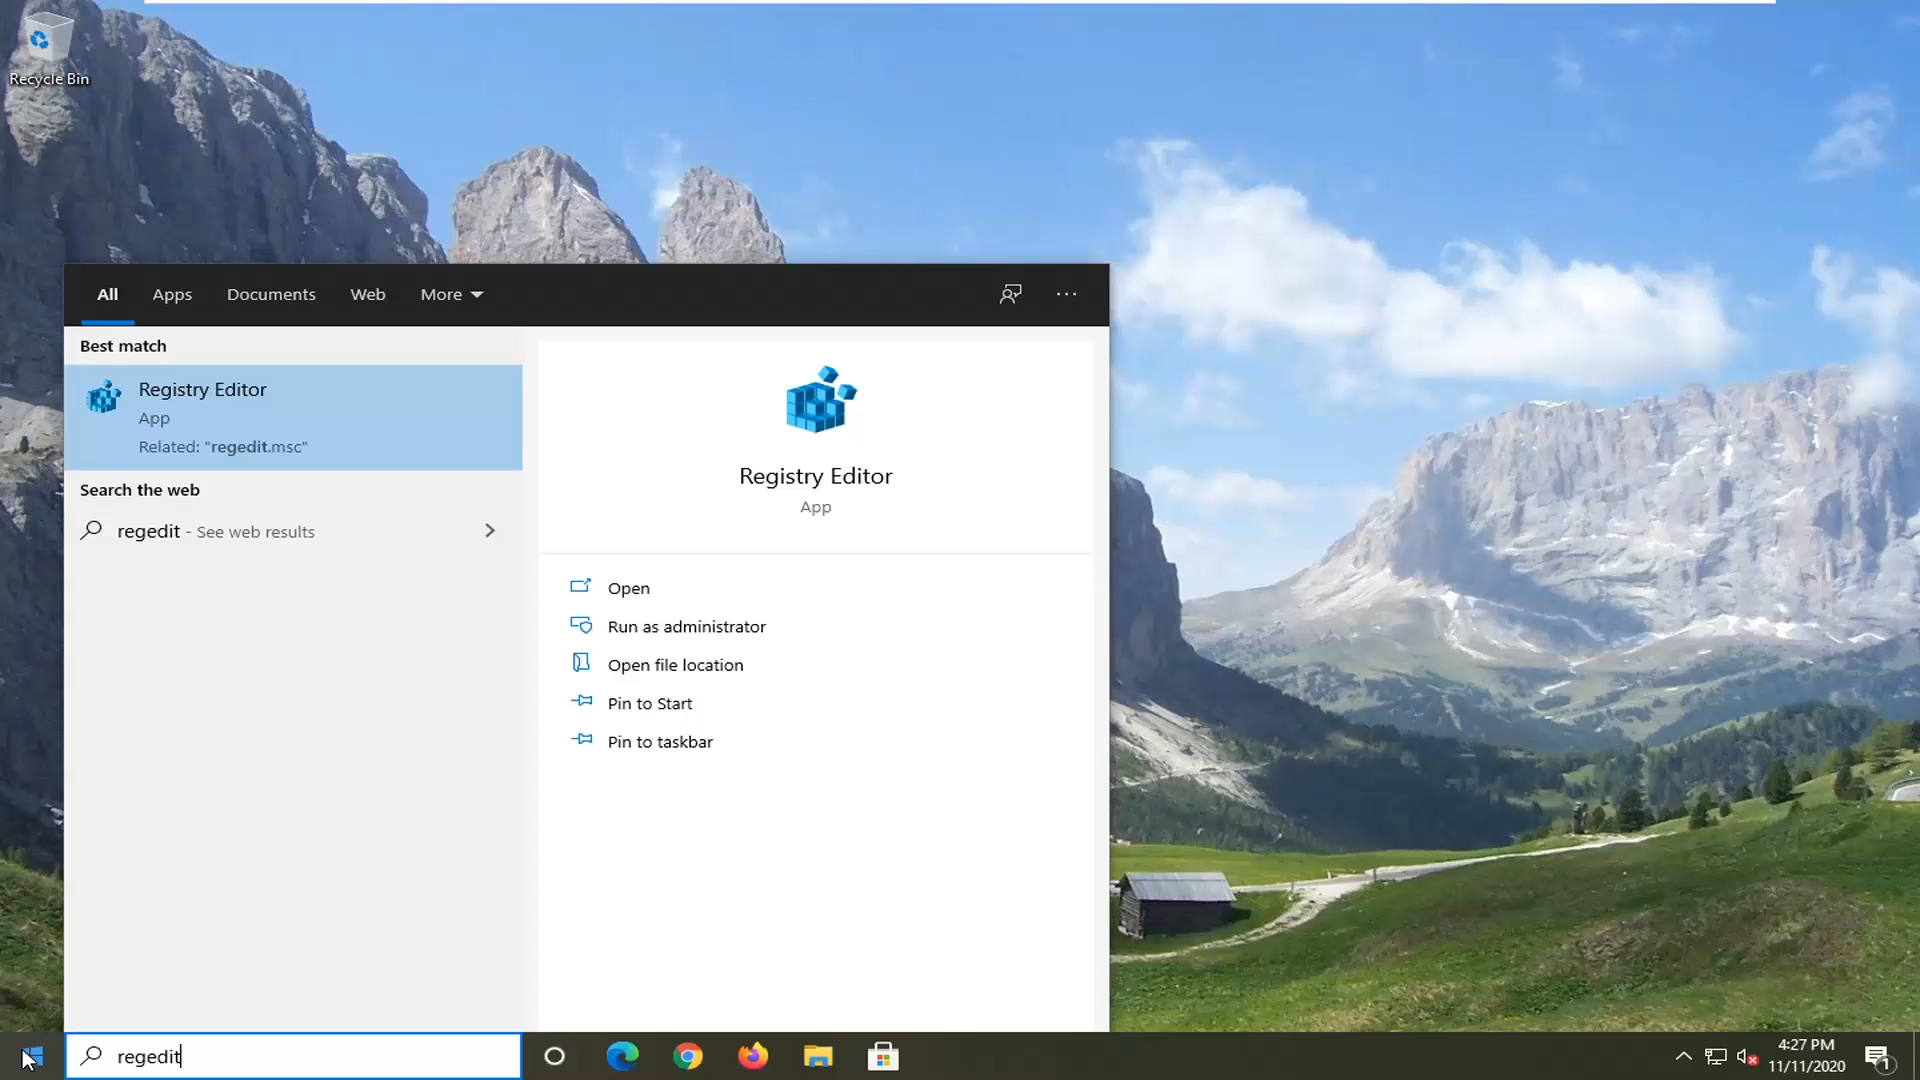 Recycle Bin
All Apps Documents Web More ...
Best match
Registry Editor
App
Related: "regedit.msc"
Search the web
regedit - See web results
Registry Editor
App
Open
Run as administrator
Open file location
Pin to Start
Pin to taskbar
regedit
4:27 PM
11/11/2020
1